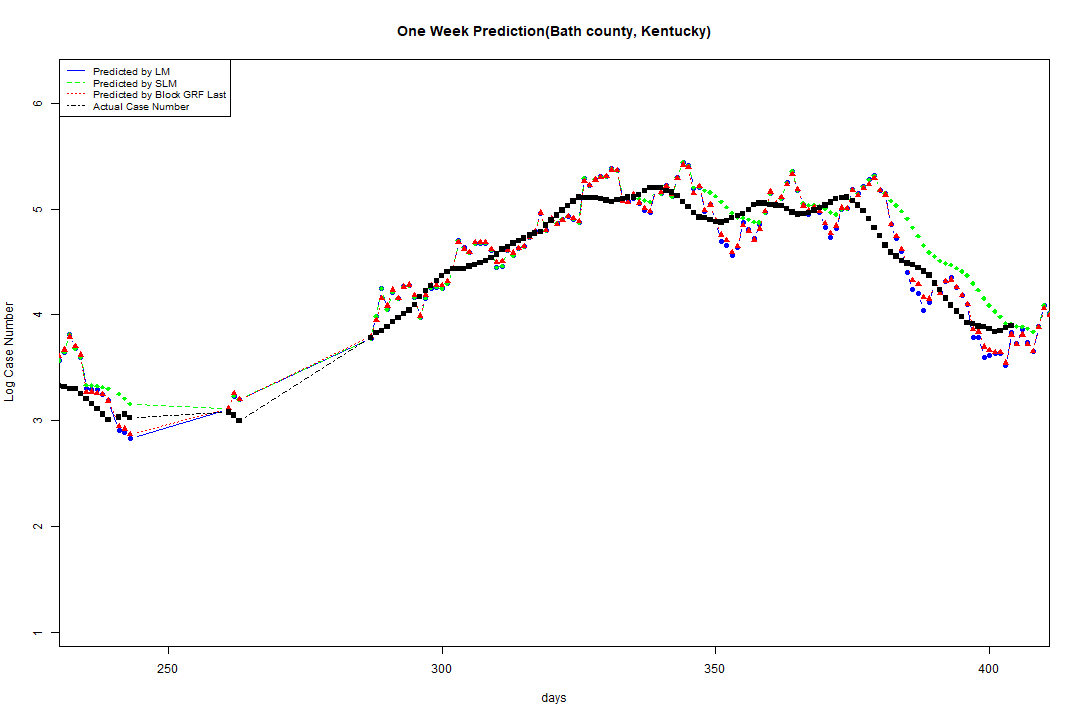 One Week Prediction(Bath county, Kentucky)
Predicted by LM
Predicted by SLM
Predicted by Block GRF Last
Actual Case Number
Log Case Number
6
5
4
3
2
1
250 300 350 400
days